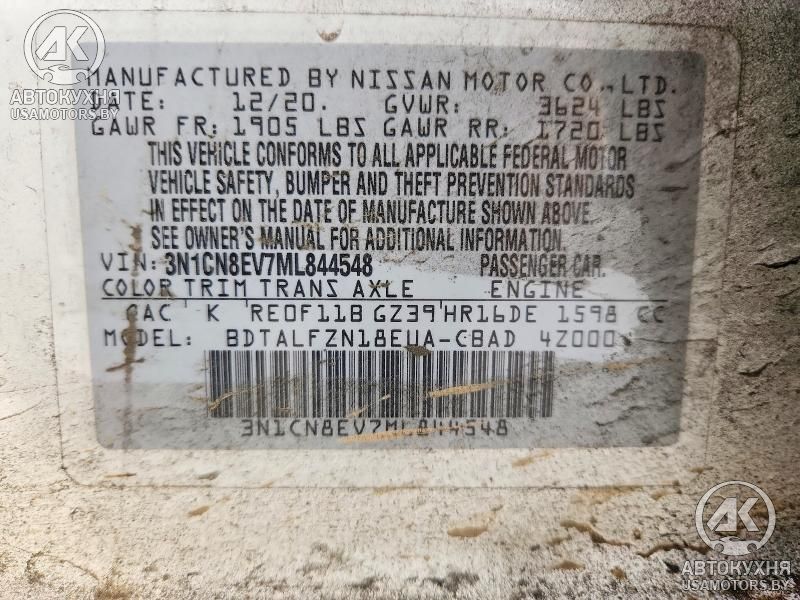 AK
АВТОКУХНЯ
USAMOTORS.BY
MANUFACTURED BY NISSAN MOTOR CO., LTD.
DATE: 12/20. GVWR: 3624 LBS
GAWR FR: 1905 LBS GAWR RR: 1720 LBS
THIS VEHICLE CONFORMS TO ALL APPLICABLE FEDERAL MOTOR
VEHICLE SAFETY, BUMPER AND THEFT PREVENTION STANDARDS
IN EFFECT ON THE DATE OF MANUFACTURE SHOWN ABOVE.
SEE OWNER'S MANUAL FOR ADDITIONAL INFORMATION
VIN: 3N1CN8EV7ML844548 PASSENGER CAR.
COLOR TRIM TRANS AXLE ENGINE
CAC K RE0F11B GZ39 HR16DE 1598 CC
MODEL: BDTALFZN18EUA-CBAD 4Z000
3N1CN8EV7ML844548
AK
АВТОКУХНЯ
USAMOTORS.BY